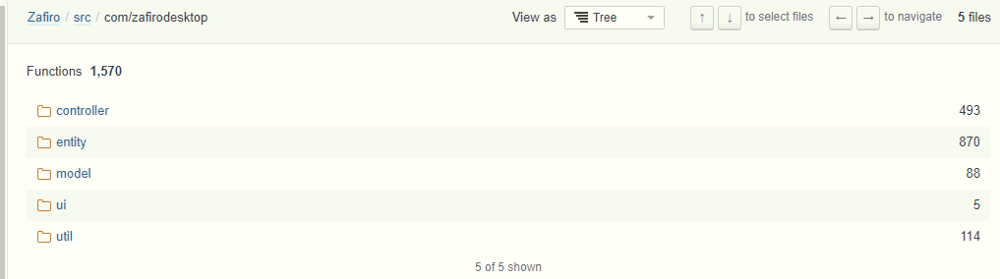 Zafiro / src / com/zafirodesktop View as Tree ↑ ↓ to select files ← → to navigate 5 files
Functions 1,570
controller 493
entity 870
model 88
ui 5
util 114
5 of 5 shown